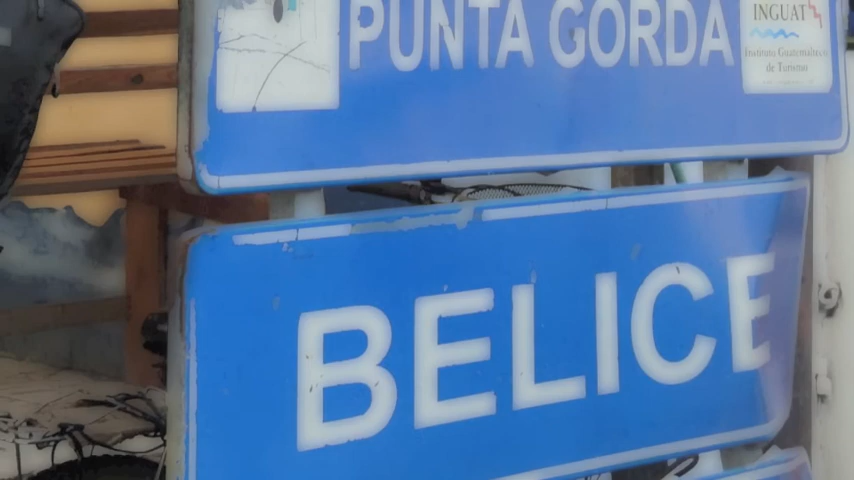 PUNTA GORDA
INGUAT
Instituto Guatemalteco
de Turismo
BELICE